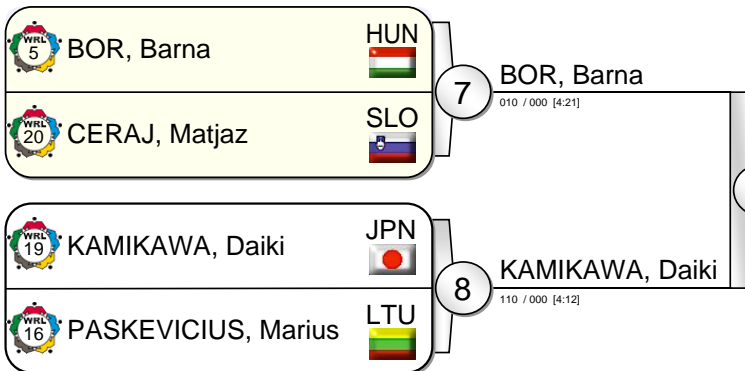 WRL
5
BOR, Barna
HUN
WRL
20
CERAJ, Matjaz
SLO
7
BOR, Barna
010 / 000 [4:21]
WRL
19
KAMIKAWA, Daiki
JPN
WRL
16
PASKEVICIUS, Marius
LTU
8
KAMIKAWA, Daiki
110 / 000 [4:12]